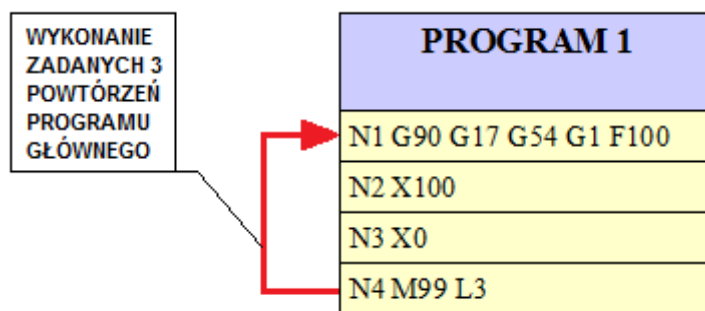 WYKONANIE
ZADANYCH 3
POWTÓRZEŃ
PROGRAMU
GŁÓWNEGO
PROGRAM 1
N1 G90 G17 G54 G1 F100
N2 X100
N3 X0
N4 M99 L3